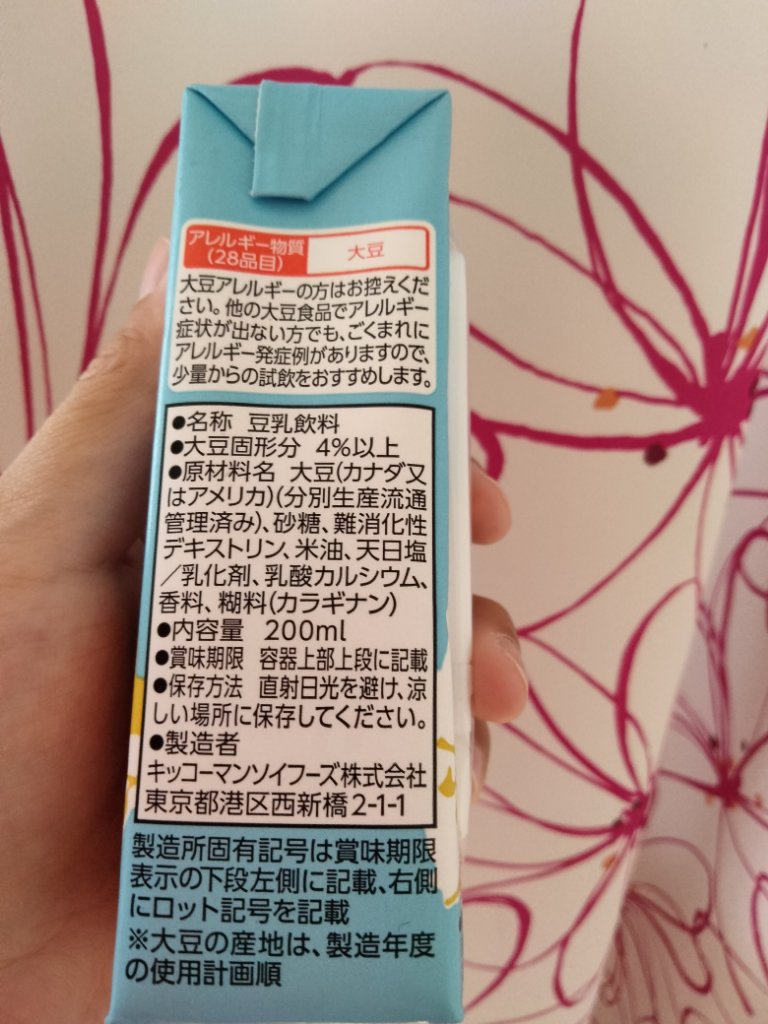 アレルギー物質
(28品目)
大豆
大豆アレルギーの方はお控えくだ
さい。他の大豆食品でアレルギー
症状が出ない方でも、ごくまれに
アレルギー発症例がありますので、
少量からの試飲をおすすめします。
●名称 豆乳飲料
●大豆固形分 4%以上
●原材料名 大豆(カナダ又
はアメリカ)(分別生産流通
管理済み)、砂糖、難消化性
デキストリン、米油、天日塩
/乳化剤、乳酸カルシウム、
香料、糊料(カラギナン)
●内容量 200ml
●賞味期限 容器上部上段に記載
●保存方法 直射日光を避け、涼
しい場所に保存してください。
●製造者
キッコーマンソイフーズ株式会社
東京都港区西新橋2-1-1
製造所固有記号は賞味期限
表示の下段左側に記載、右側
にロット記号を記載
※大豆の産地は、製造年度
の使用計画順